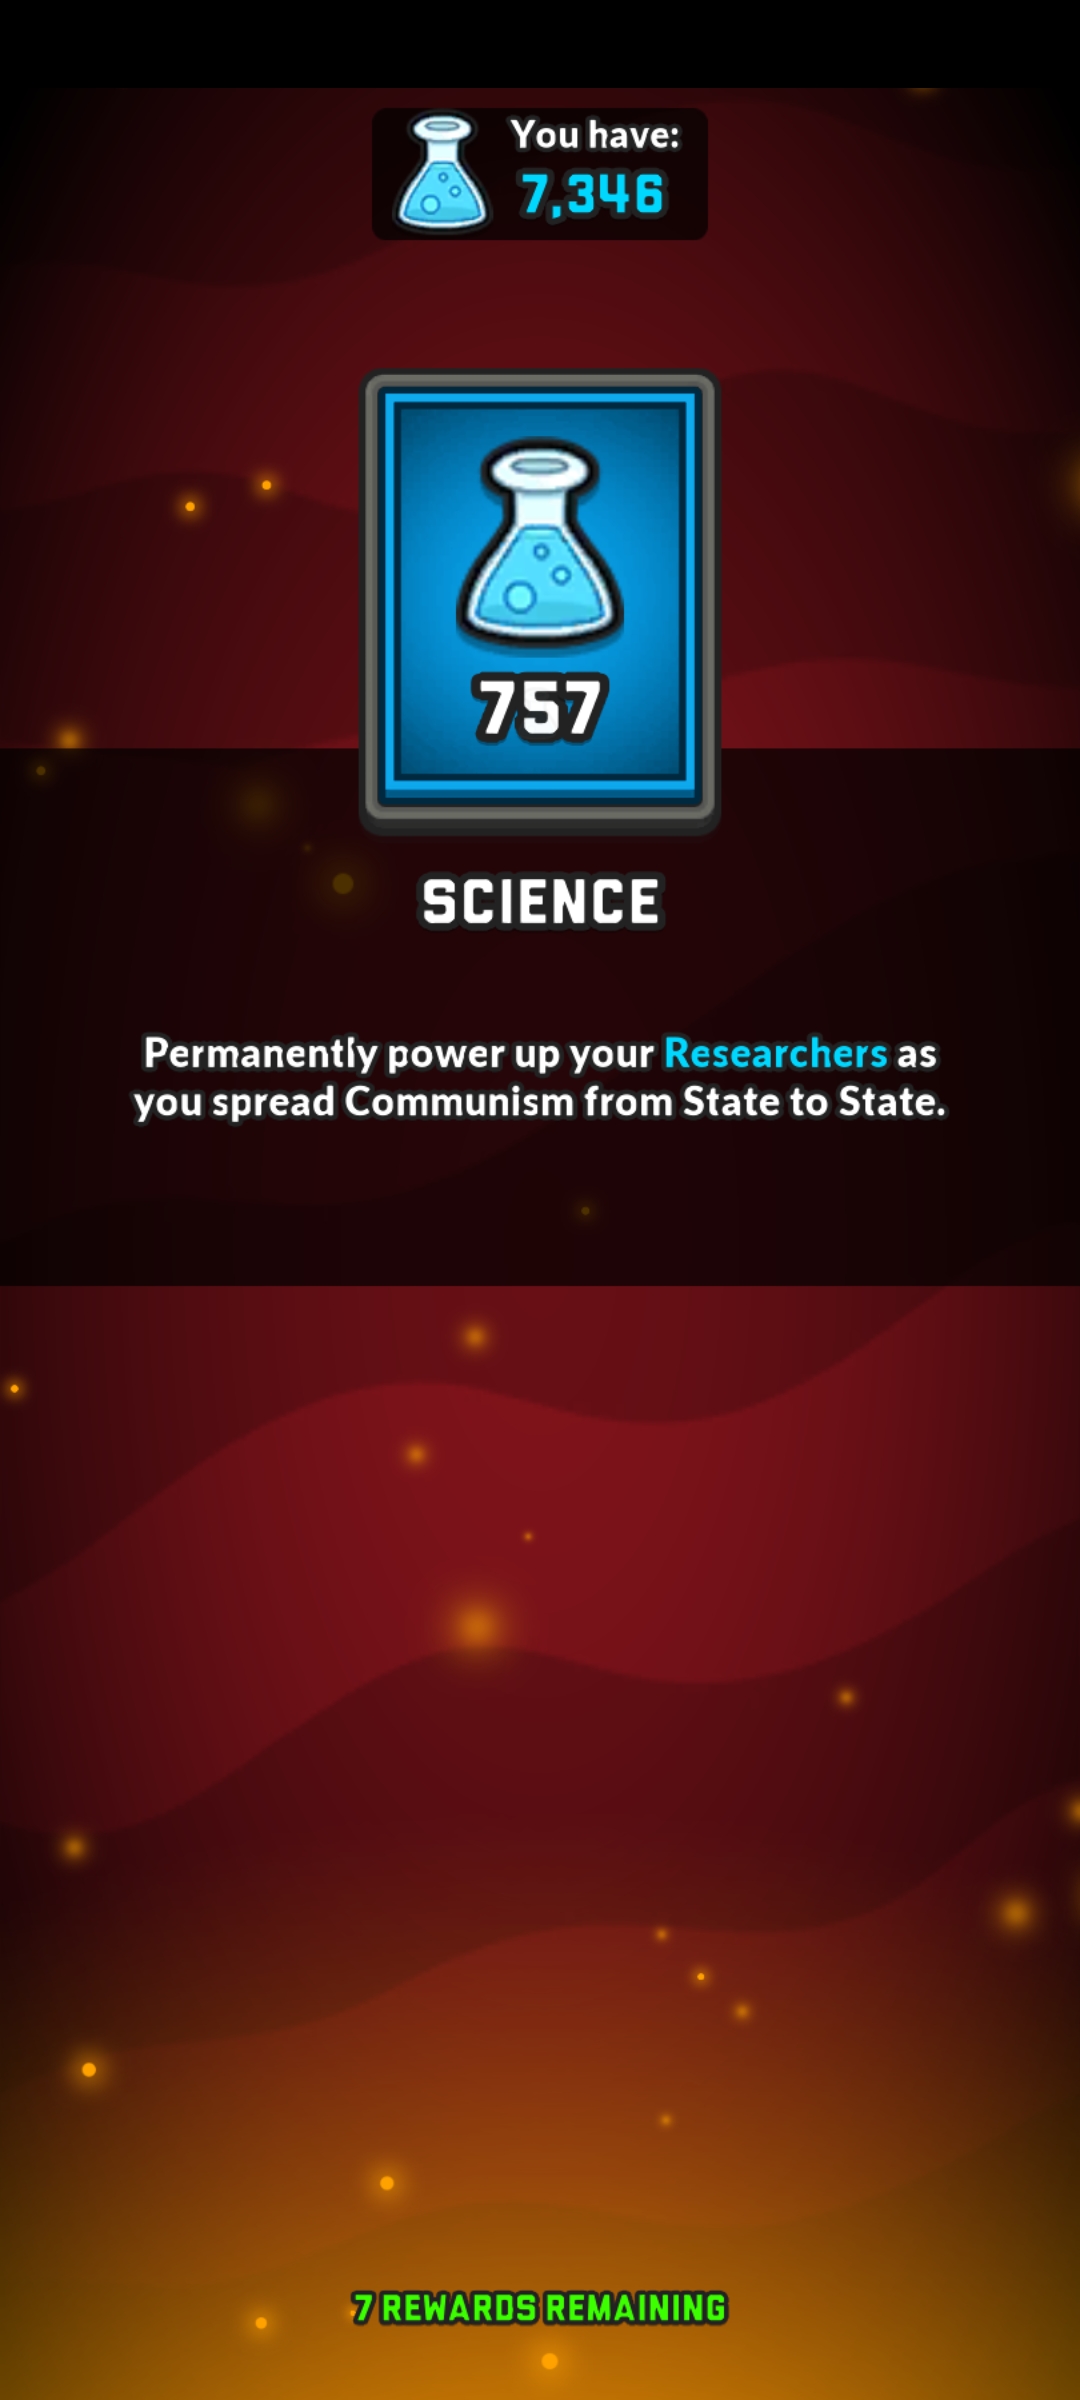 You have:
7,346
757
SCIENCE
Permanently power up your Researchers as
you spread Communism from State to State.
7 REWARDS REMAINING